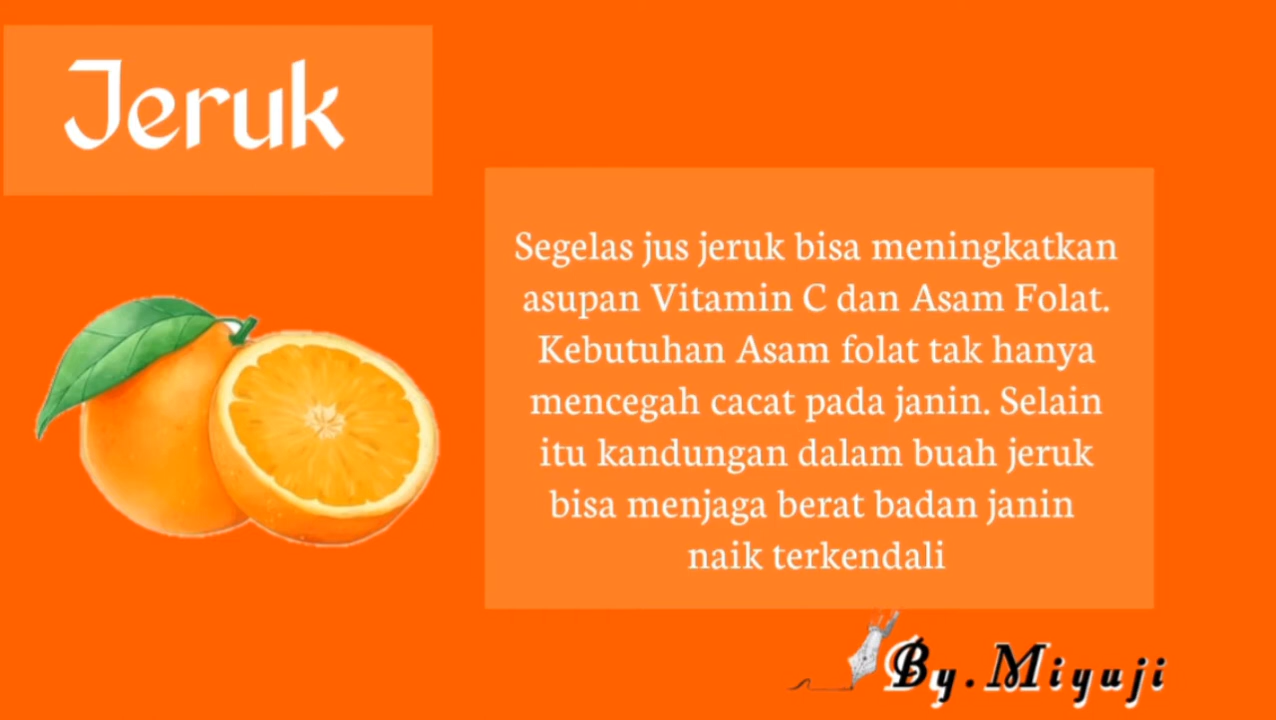 Jeruk
Segelas jus jeruk bisa meningkatkan
asupan Vitamin C dan Asam Folat.
Kebutuhan Asam folat tak hanya
mencegah cacat pada janin. Selain
itu kandungan dalam buah jeruk
bisa menjaga berat badan janin
naik terkendali
By.Miyuji